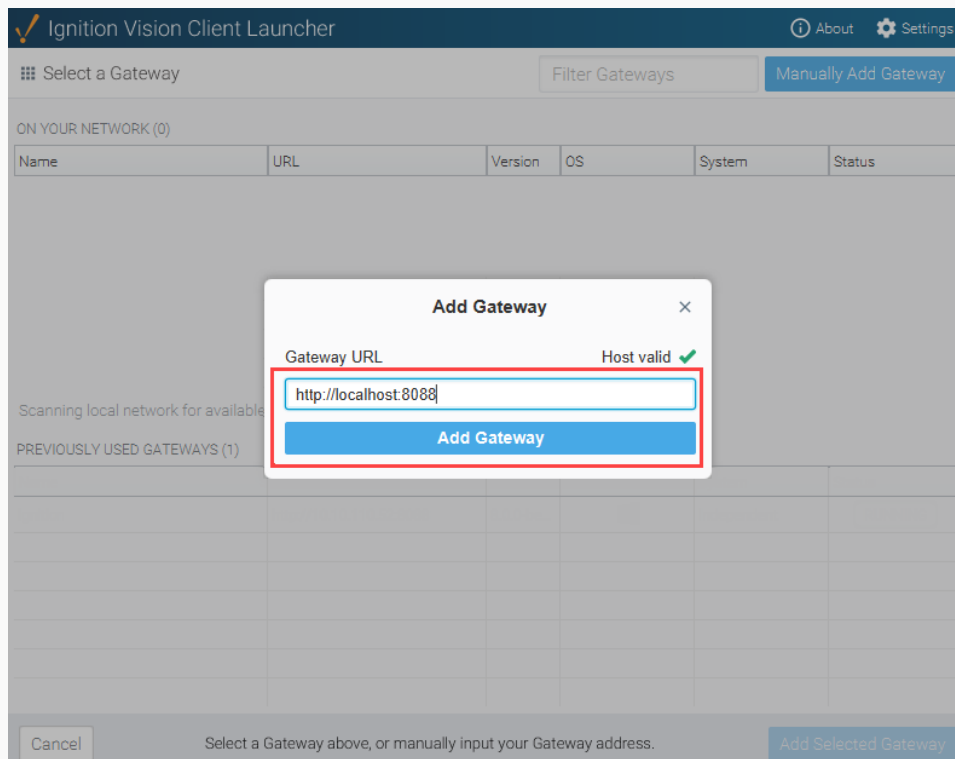 Ignition Vision Client Launcher About Settings
Select a Gateway Filter Gateways Manually Add Gateway
ON YOUR NETWORK (0)
Name URL Version OS System Status
Add Gateway
Gateway URL Host valid
http://localhost:8088
Add Gateway
Scanning local network for available
PREVIOUSLY USED GATEWAYS (1)
Cancel Select a Gateway above, or manually input your Gateway address. Add Selected Gateway